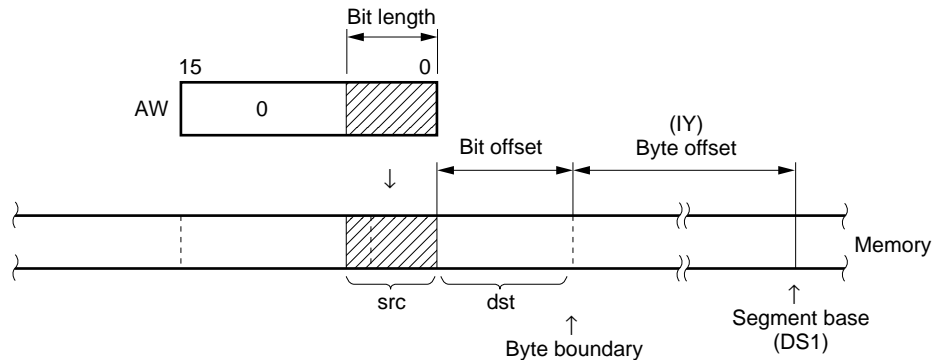 Bit length
15 0
AW 0
(IY)
Bit offset Byte offset
↓
Memory
src dst
↑ ↑
Segment base
Byte boundary (DS1)